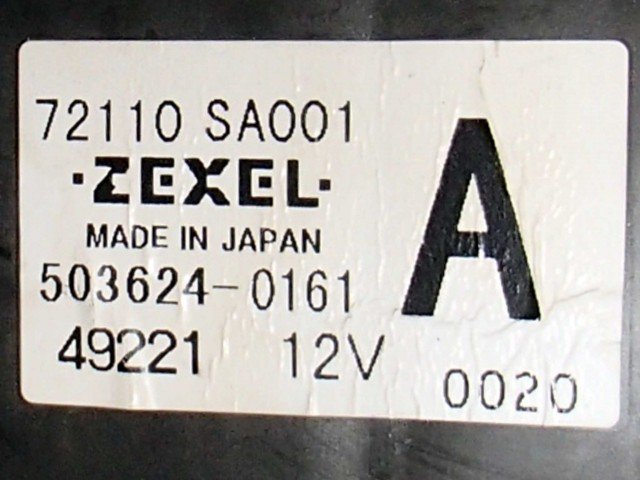 72110 SA001
·ZEXEL·
MADE IN JAPAN
503624-0161
49221 12V
A
0020